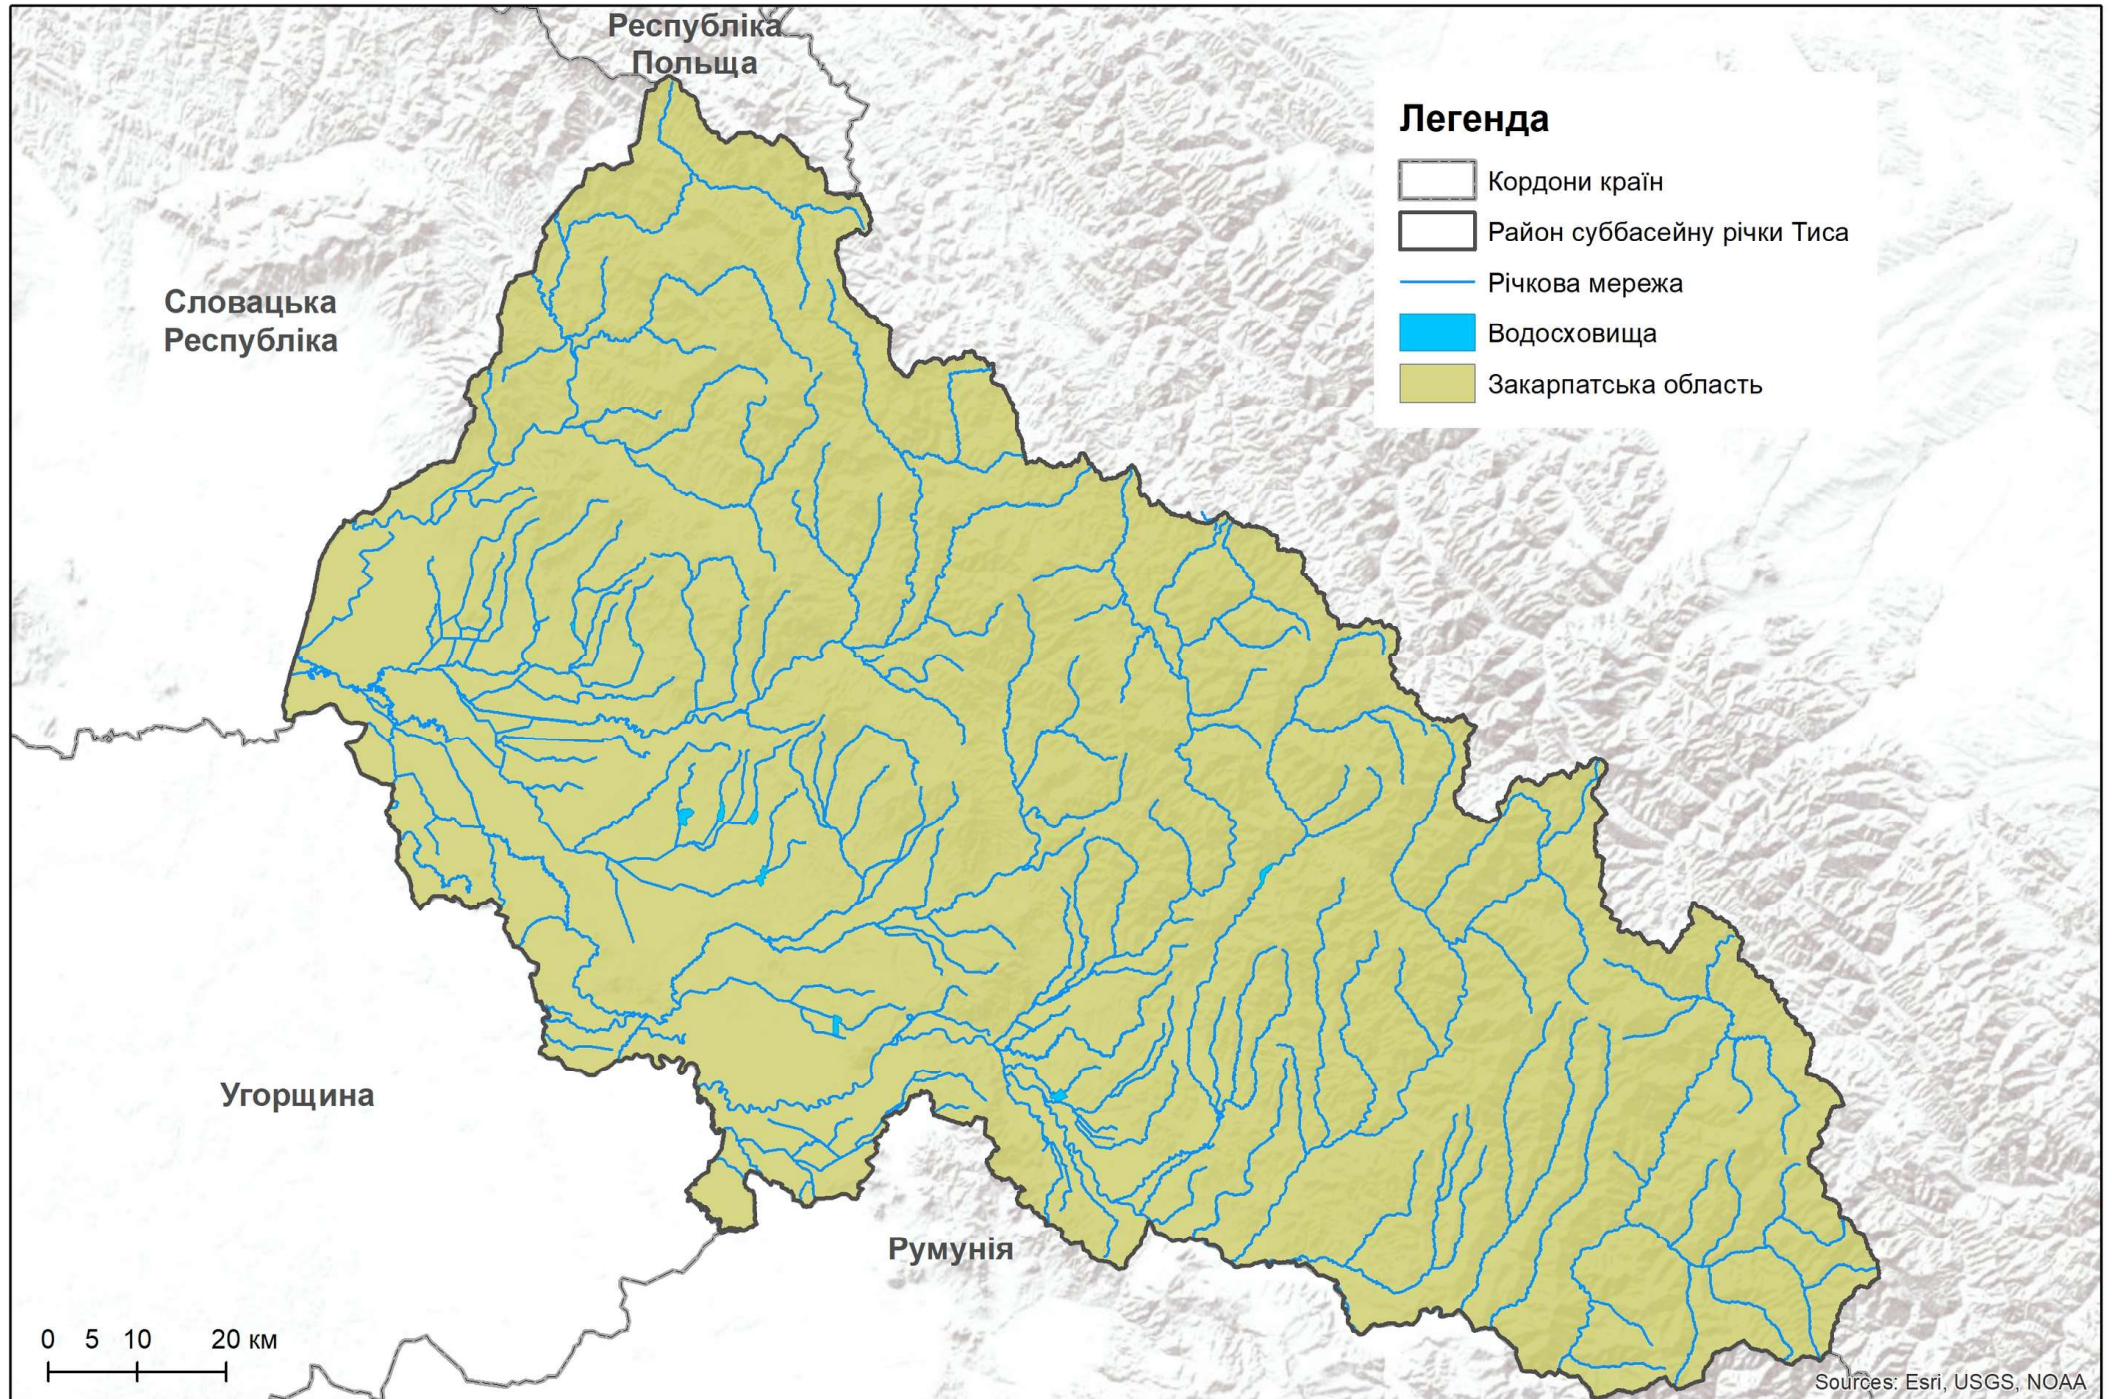 Республіка
Польща
Легенда
Кордони країн
Район суббасейну річки Тиса
Річкова мережа
Водосховища
Закарпатська область
Словацька
Республіка
Угорщина
Румунія
0 5 10 20 км
Sources: Esri, USGS, NOAA